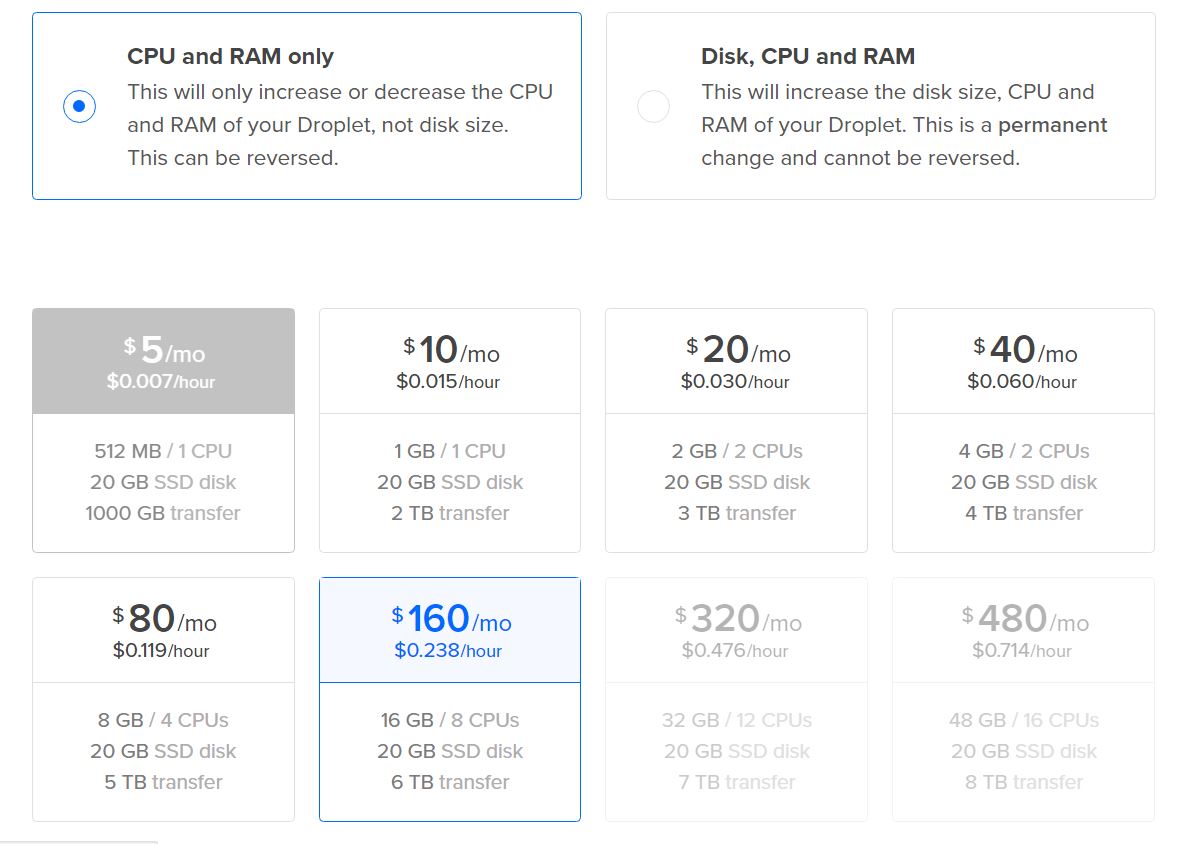 CPU and RAM only
This will only increase or decrease the CPU
and RAM of your Droplet, not disk size.
This can be reversed.
Disk, CPU and RAM
This will increase the disk size, CPU and
RAM of your Droplet. This is a permanent
change and cannot be reversed.
$5/mo
$0.007/hour
512 MB / 1 CPU
20 GB SSD disk
1000 GB transfer
$10/mo
$0.015/hour
1 GB / 1 CPU
20 GB SSD disk
2 TB transfer
$20/mo
$0.030/hour
2 GB / 2 CPUs
20 GB SSD disk
3 TB transfer
$40/mo
$0.060/hour
4 GB / 2 CPUs
20 GB SSD disk
4 TB transfer
$80/mo
$0.119/hour
8 GB / 4 CPUs
20 GB SSD disk
5 TB transfer
$160/mo
$0.238/hour
16 GB / 8 CPUs
20 GB SSD disk
6 TB transfer
$320/mo
$0.476/hour
32 GB / 12 CPUs
20 GB SSD disk
7 TB transfer
$480/mo
$0.714/hour
48 GB / 16 CPUs
20 GB SSD disk
8 TB transfer